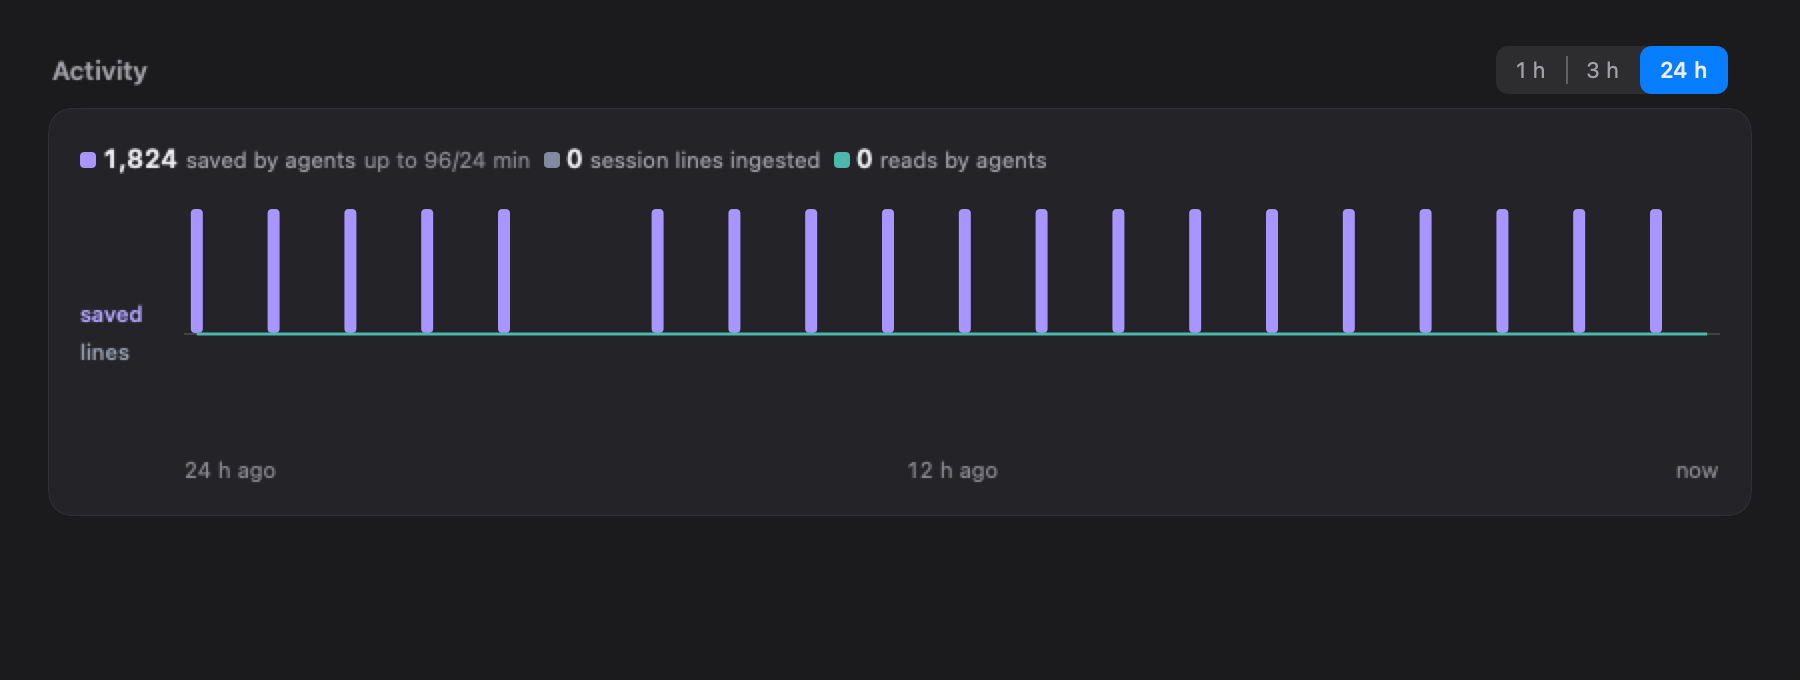 Activity
1 h 3 h 24 h
1,824 saved by agents up to 96/24 min 0 session lines ingested 0 reads by agents
saved
lines
24 h ago 12 h ago now